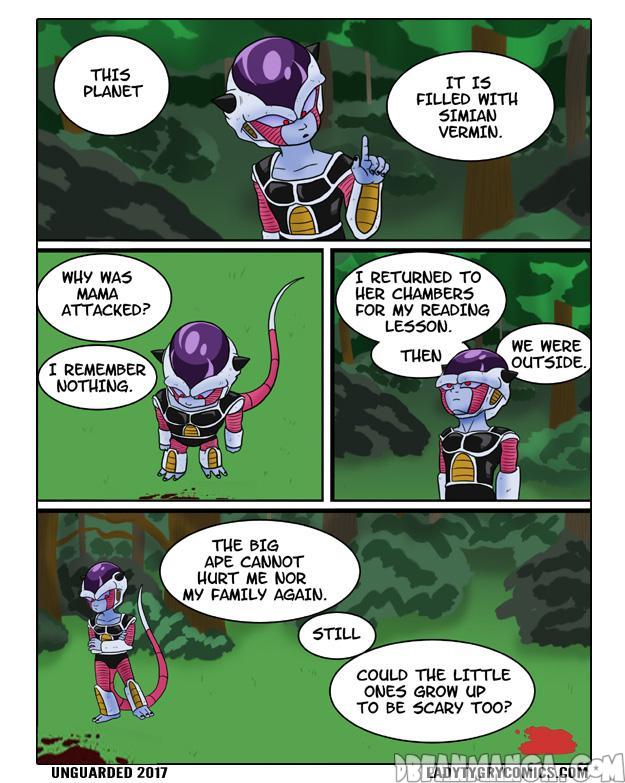 THIS
PLANET
IT IS
FILLED WITH
SIMIAN
VERMIN.
WHY WAS
MAMA
ATTACKED?
I REMEMBER
NOTHING.
I RETURNED TO
HER CHAMBERS
FOR MY READING
LESSON.
THEN
WE WERE
OUTSIDE.
THE BIG
APE CANNOT
HURT ME NOR
MY FAMILY AGAIN.
STILL
COULD THE LITTLE
ONES GROW UP
TO BE SCARY TOO?
UNGUARDED 2017
LADYTYGRYCOMICS.COM
DBFANMANGA.COM